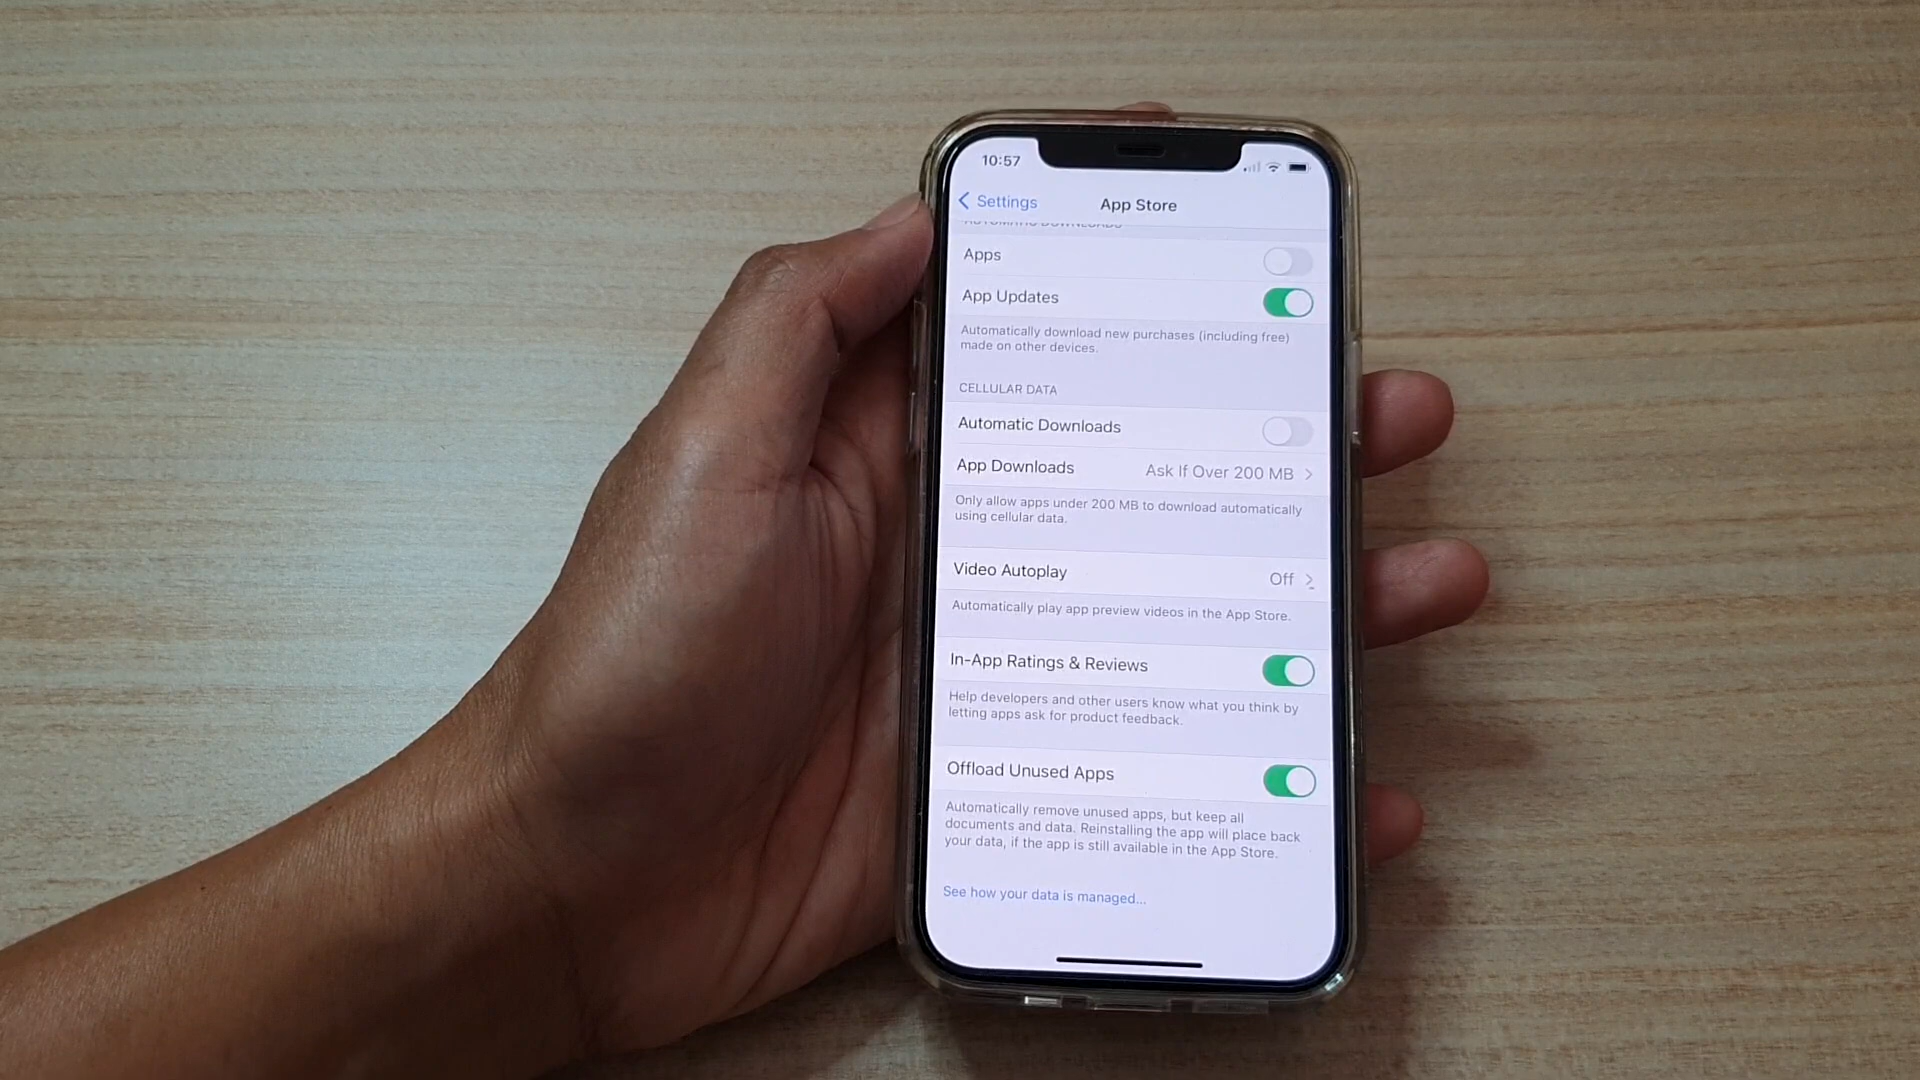 10:57
Settings
App Store
AUTOMATIC DOWNLOADS
Apps
App Updates
Automatically download new purchases (including free)
made on other devices.
CELLULAR DATA
Automatic Downloads
App Downloads Ask If Over 200 MB
Only allow apps under 200 MB to download automatically
using cellular data.
Video Autoplay Off
Automatically play app preview videos in the App Store.
In-App Ratings & Reviews
Help developers and other users know what you think by
letting apps ask for product feedback.
Offload Unused Apps
Automatically remove unused apps, but keep all
documents and data. Reinstalling the app will place back
your data, if the app is still available in the App Store.
See how your data is managed...